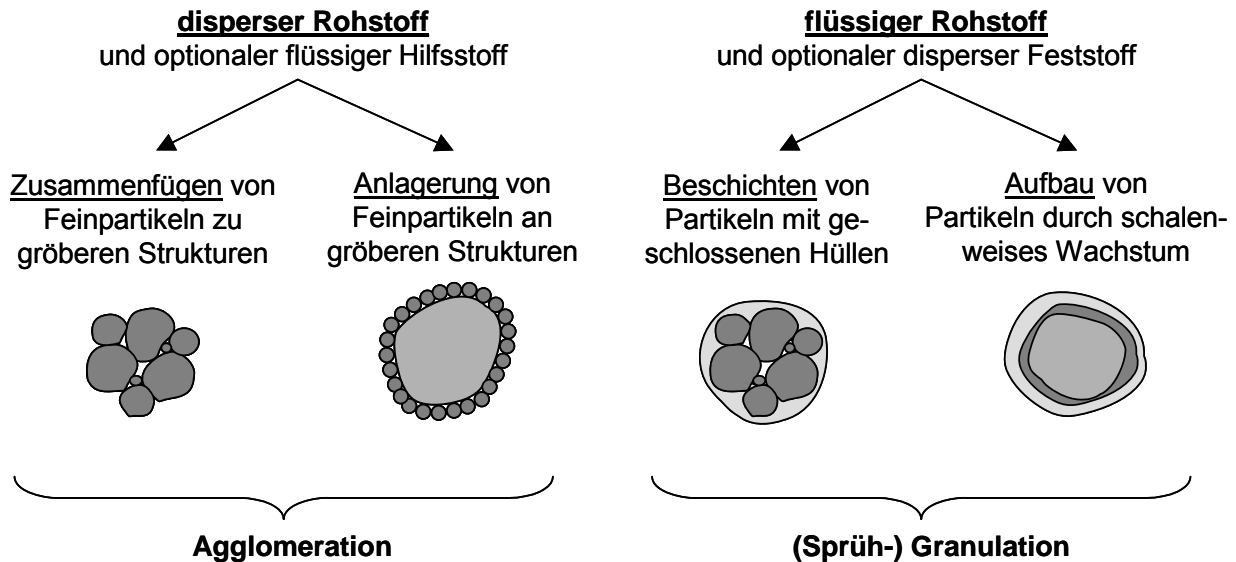 disperser Rohstoff
und optionaler flüssiger Hilfsstoff
Zusammenfügen von
Feinpartikeln zu
gröberen Strukturen
Anlagerung von
Feinpartikeln an
gröberen Strukturen
Agglomeration
flüssiger Rohstoff
und optionaler disperser Feststoff
Beschichten von
Partikeln mit ge-
schlossenen Hüllen
Aufbau von
Partikeln durch schalen-
weises Wachstum
(Sprüh-) Granulation